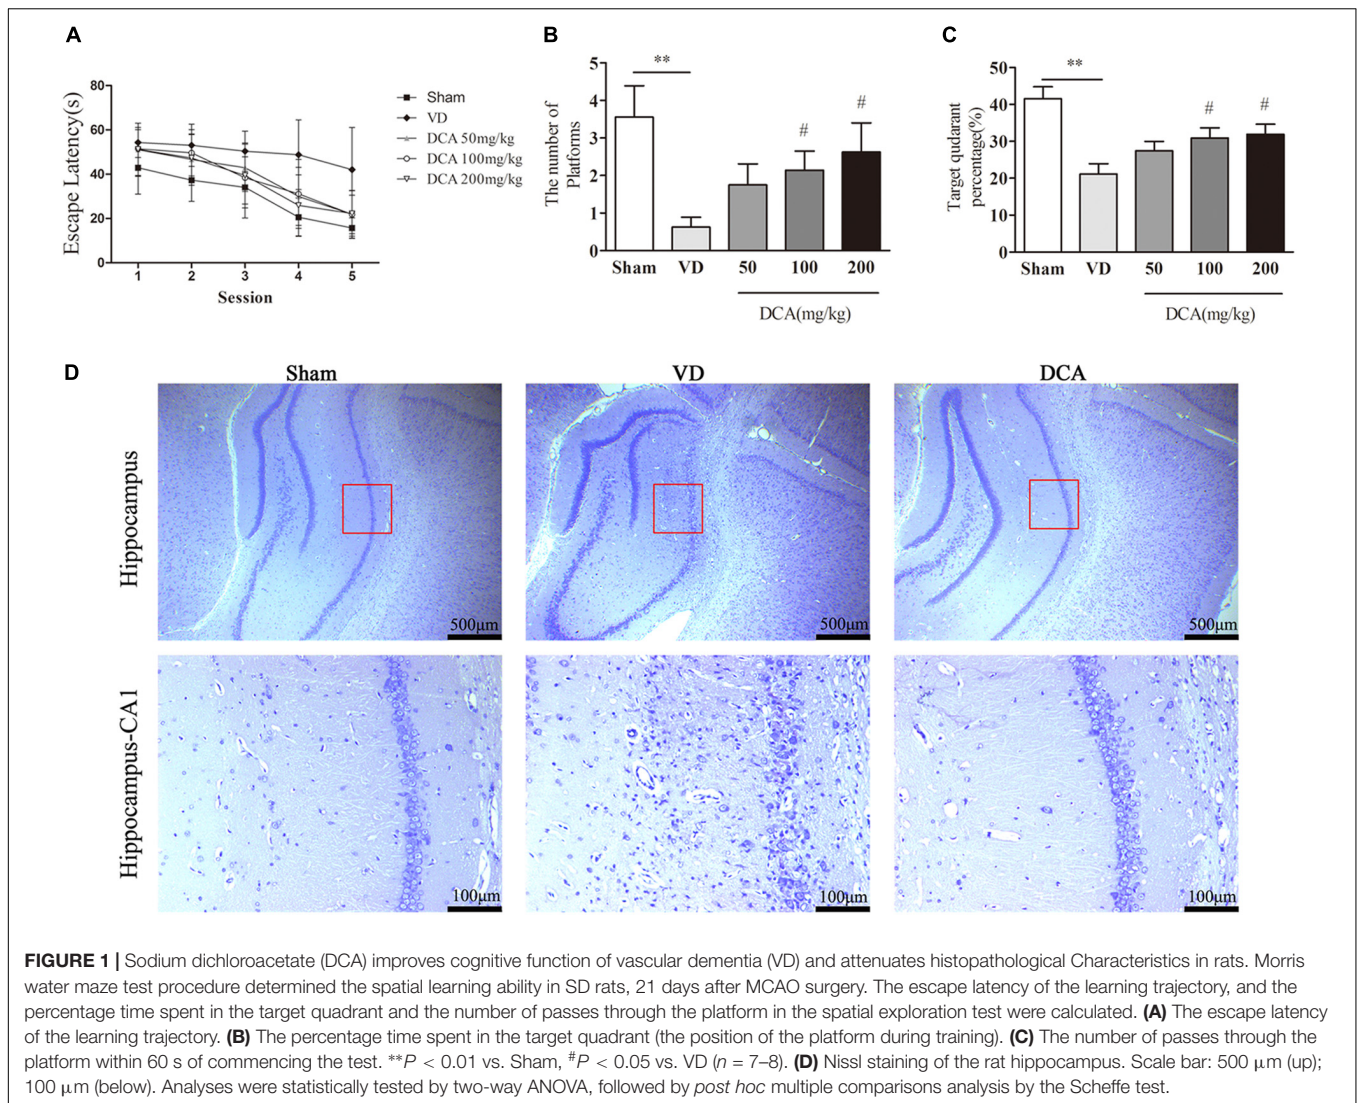 A
Escape Latency(s)
80
60
40
20
0
1 2 3 4 5
Session
Sham
VD
DCA 50mg/kg
DCA 100mg/kg
DCA 200mg/kg
B
The number of
Platforms
5
4
3
2
1
0
**
#
#
Sham VD 50 100 200
DCA(mg/kg)
C
Target qudarant
percentage(%)
50
40
30
20
10
0
**
#
#
Sham VD 50 100 200
DCA(mg/kg)
D
Sham VD DCA
Hippocampus
500µm 500µm 500µm
Hippocampus-CA1
100µm 100µm 100µm
FIGURE 1 | Sodium dichloroacetate (DCA) improves cognitive function of vascular dementia (VD) and attenuates histopathological Characteristics in rats. Morris
water maze test procedure determined the spatial learning ability in SD rats, 21 days after MCAO surgery. The escape latency of the learning trajectory, and the
percentage time spent in the target quadrant and the number of passes through the platform in the spatial exploration test were calculated. (A) The escape latency
of the learning trajectory. (B) The percentage time spent in the target quadrant (the position of the platform during training). (C) The number of passes through the
platform within 60 s of commencing the test. **P < 0.01 vs. Sham, #P < 0.05 vs. VD (n = 7–8). (D) Nissl staining of the rat hippocampus. Scale bar: 500 µm (up);
100 µm (below). Analyses were statistically tested by two-way ANOVA, followed by post hoc multiple comparisons analysis by the Scheffe test.